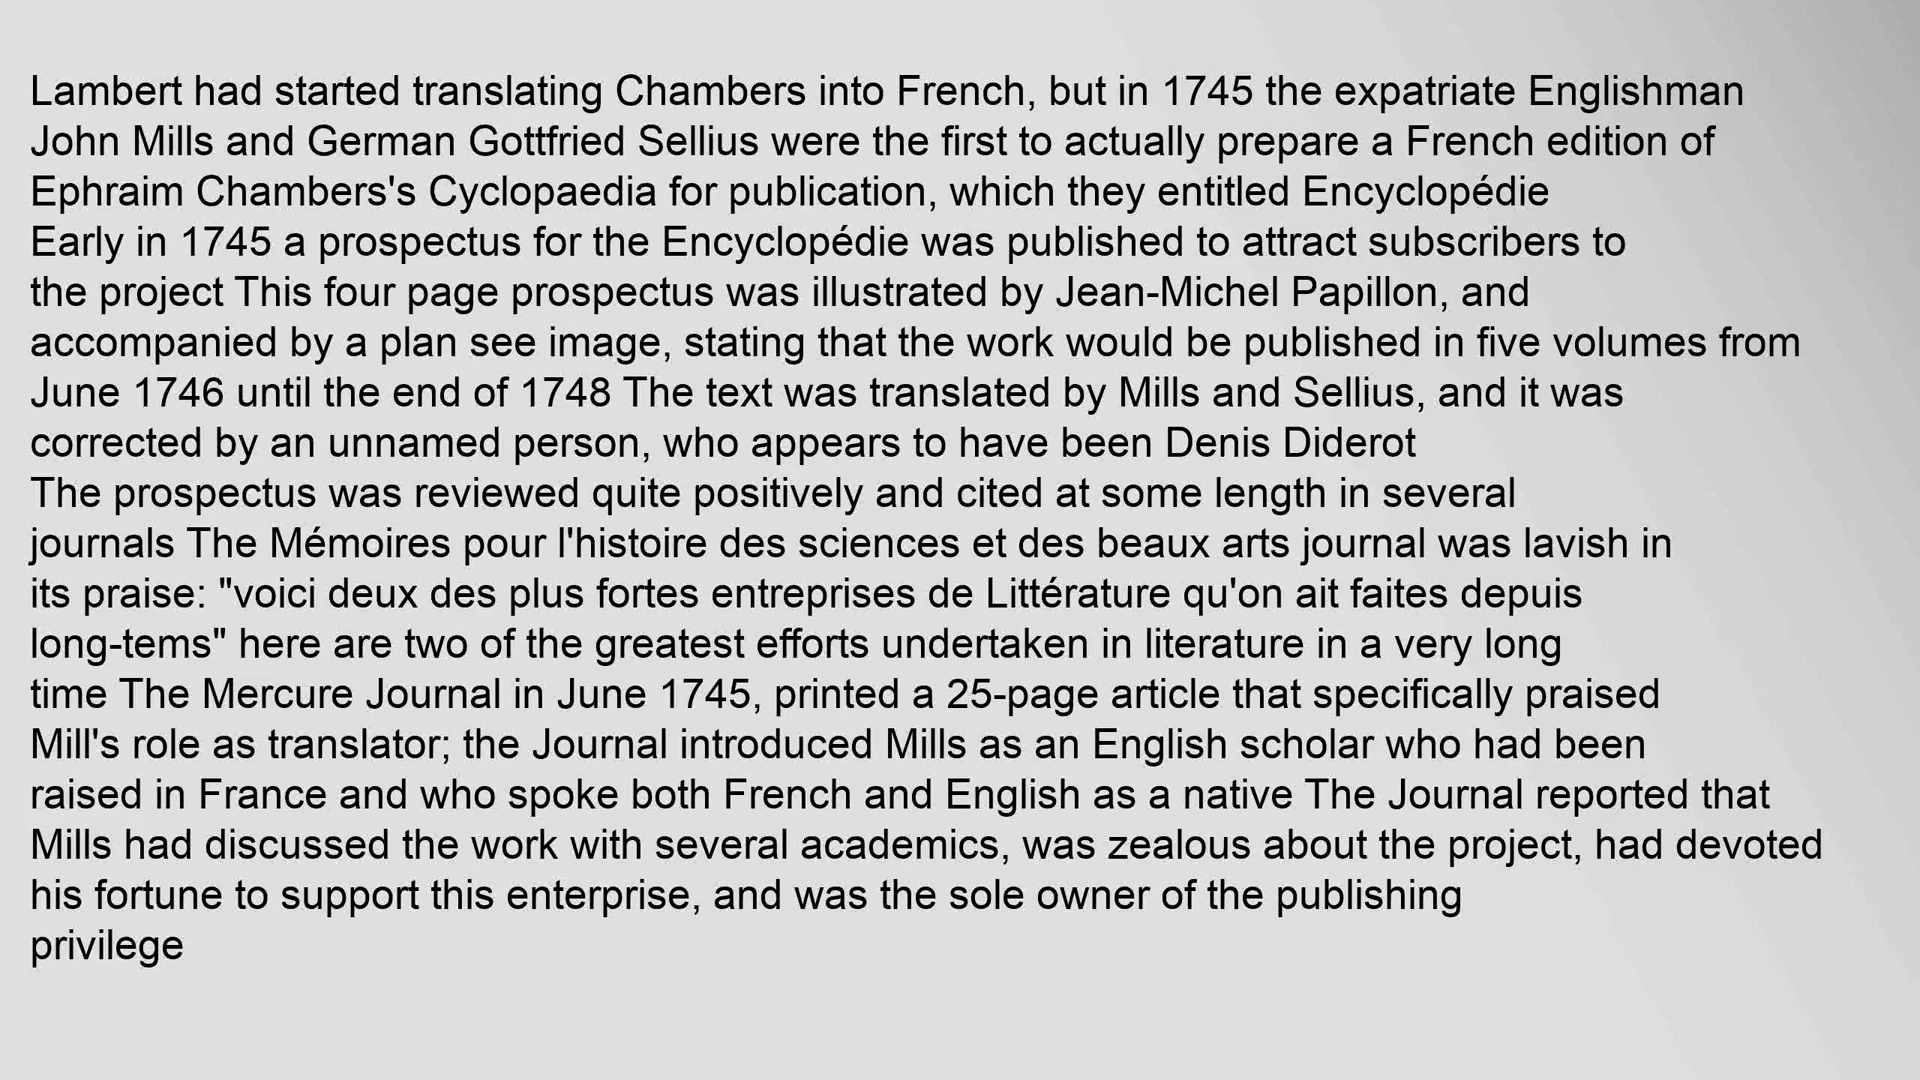 Lambert had started translating Chambers into French, but in 1745 the expatriate Englishman
John Mills and German Gottfried Sellius were the first to actually prepare a French edition of
Ephraim Chambers's Cyclopaedia for publication, which they entitled Encyclopédie
Early in 1745 a prospectus for the Encyclopédie was published to attract subscribers to
the project This four page prospectus was illustrated by Jean-Michel Papillon, and
accompanied by a plan see image, stating that the work would be published in five volumes from
June 1746 until the end of 1748 The text was translated by Mills and Sellius, and it was
corrected by an unnamed person, who appears to have been Denis Diderot
The prospectus was reviewed quite positively and cited at some length in several
journals The Mémoires pour l'histoire des sciences et des beaux arts journal was lavish in
its praise: "voici deux des plus fortes entreprises de Littérature qu'on ait faites depuis
long-tems" here are two of the greatest efforts undertaken in literature in a very long
time The Mercure Journal in June 1745, printed a 25-page article that specifically praised
Mill's role as translator; the Journal introduced Mills as an English scholar who had been
raised in France and who spoke both French and English as a native The Journal reported that
Mills had discussed the work with several academics, was zealous about the project, had devoted
his fortune to support this enterprise, and was the sole owner of the publishing
privilege